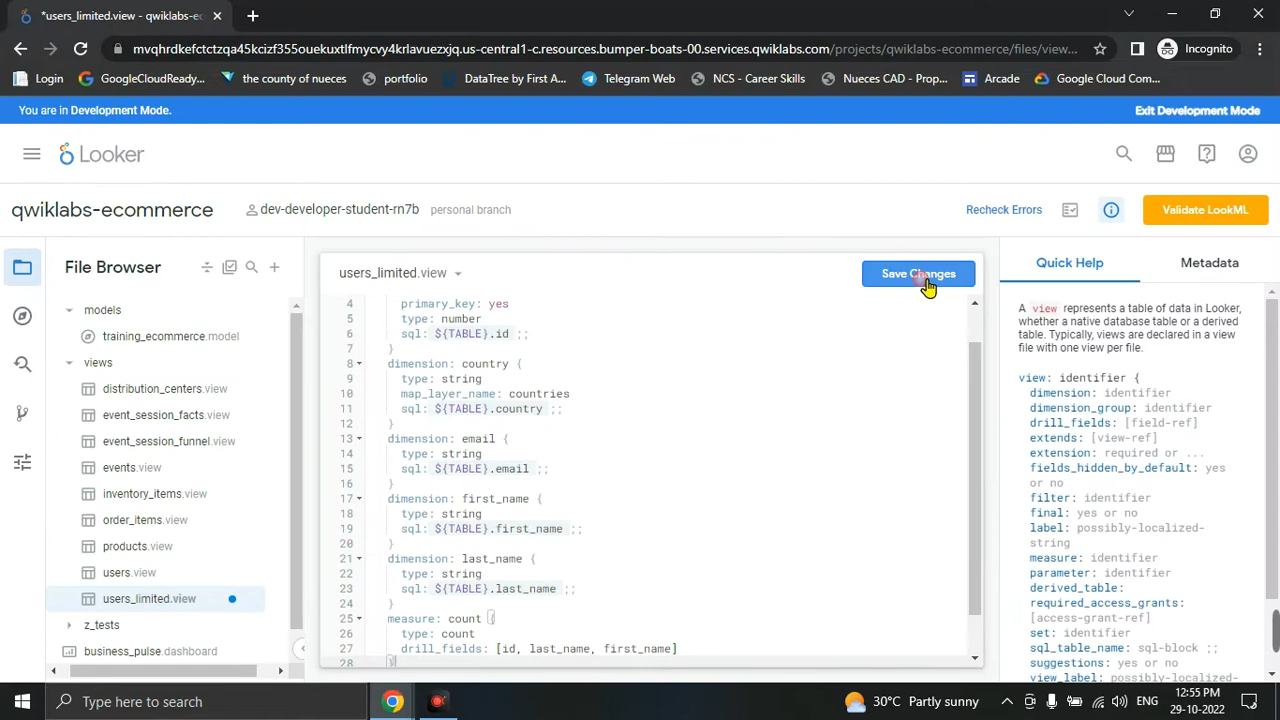 *users_limited.view - qwiklabs-ec
mvqhrdkefctctzqa45kcizf355ouekuxtlfmycvy4krlavuezxjq.us-central1-c.resources.bumper-boats-00.services.qwiklabs.com/projects/qwiklabs-ecommerce/files/view...
Incognito
Login
GoogleCloudReady...
the county of nueces
portfolio
DataTree by First A...
Telegram Web
NCS - Career Skills
Nueces CAD - Prop...
Arcade
Google Cloud Com...
You are in Development Mode.
Exit Development Mode
Looker
qwiklabs-ecommerce
dev-developer-student-rn7b
personal branch
Recheck Errors
Validate LookML
File Browser
models
training_ecommerce.model
views
distribution_centers.view
event_session_facts.view
event_session_funnel.view
events.view
inventory_items.view
order_items.view
products.view
users.view
users_limited.view
z_tests
business_pulse.dashboard
users_limited.view
Save Changes
4 primary_key: yes
5 type: number
6 sql: ${TABLE}.id ;;
7 }
8 dimension: country {
9 type: string
10 map_layer_name: countries
11 sql: ${TABLE}.country ;;
12 }
13 dimension: email {
14 type: string
15 sql: ${TABLE}.email ;;
16 }
17 dimension: first_name {
18 type: string
19 sql: ${TABLE}.first_name ;;
20 }
21 dimension: last_name {
22 type: string
23 sql: ${TABLE}.last_name ;;
24 }
25 measure: count {
26 type: count
27 drill_fields: [id, last_name, first_name]
28 }
Quick Help
Metadata
A view represents a table of data in Looker,
whether a native database table or a derived
table. Typically, views are declared in a view
file with one view per file.
view: identifier {
dimension: identifier
dimension_group: identifier
drill_fields: [field-ref]
extends: [view-ref]
extension: required or ...
fields_hidden_by_default: yes
or no
filter: identifier
final: yes or no
label: possibly-localized-
string
measure: identifier
parameter: identifier
derived_table:
required_access_grants:
[access-grant-ref]
set: identifier
sql_table_name: sql-block ;;
suggestions: yes or no
view_label: possibly-localized-
Type here to search
30°C Partly sunny
ENG
12:55 PM
29-10-2022